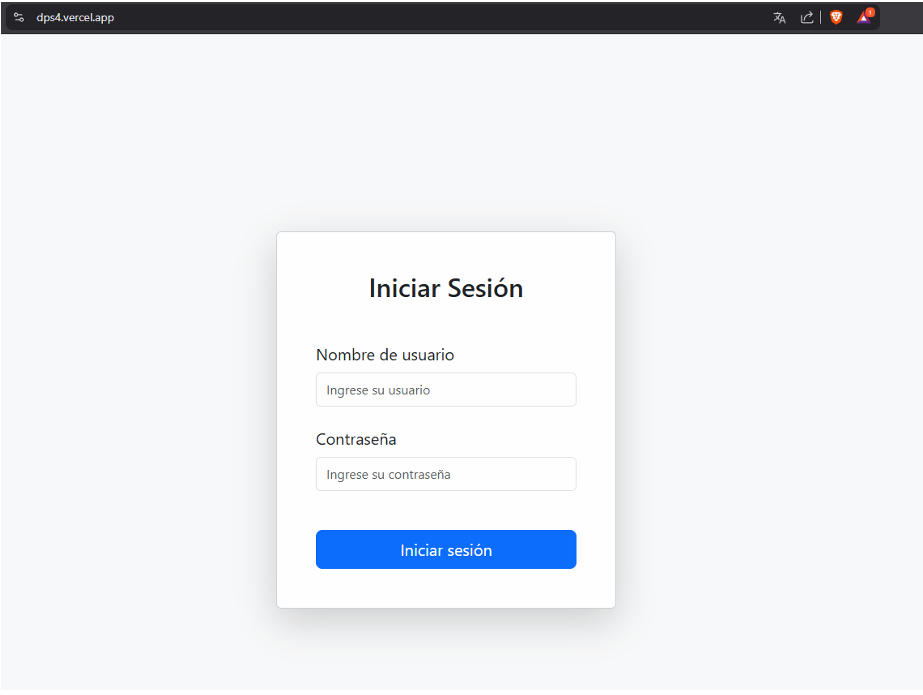 dps4.vercel.app
1
Iniciar Sesión
Nombre de usuario
Ingrese su usuario
Contraseña
Ingrese su contraseña
Iniciar sesión